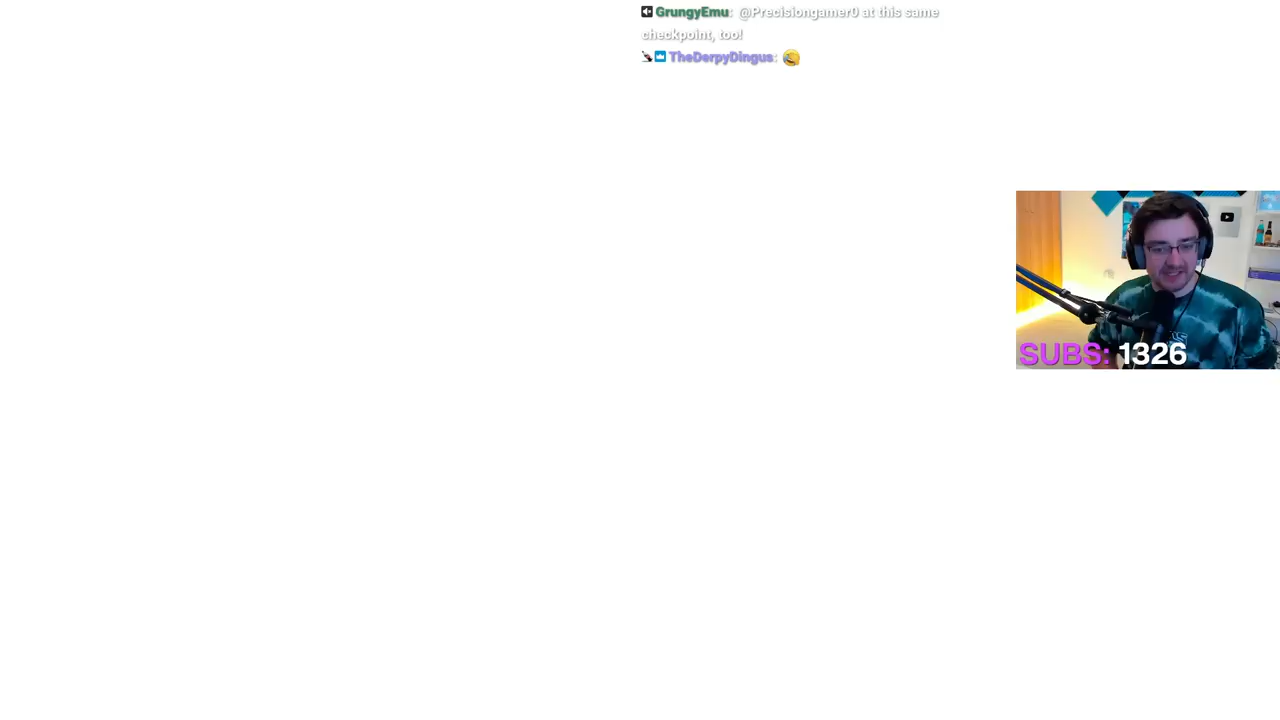 GrungyEmu: @Precisiongamer0 at this same
checkpoint, too!
TheDerpyDingus:
SUBS: 1326